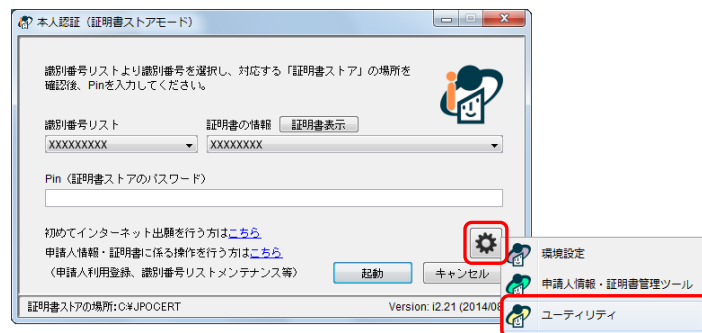 本人認証（証明書ストアモード）
識別番号リストより識別番号を選択し、対応する「証明書ストア」の場所を
確認後、Pinを入力してください。
識別番号リスト 証明書の情報 証明書表示
XXXXXXXXX XXXXXXXX
Pin（証明書ストアのパスワード）
初めてインターネット出願を行う方はこちら
申請人情報・証明書に係る操作を行う方はこちら
（申請人利用登録、識別番号リストメンテナンス等） 起動 キャンセル
証明書ストアの場所:C:¥JPOCERT Version: i2.21 (2014/08
環境設定
申請人情報・証明書管理ツール
ユーティリティ